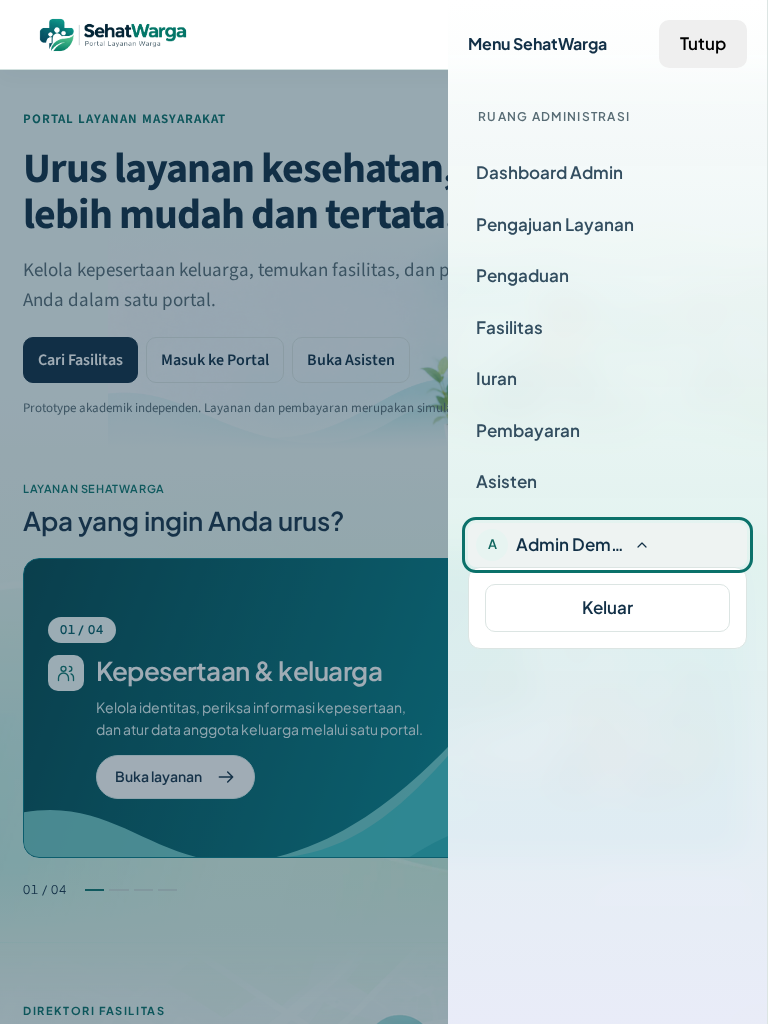 SehatWarga
Portal Layanan Warga
PORTAL LAYANAN MASYARAKAT
Urus layanan kesehatan,
lebih mudah dan tertata.
Kelola kepesertaan keluarga, temukan fasilitas, dan p
Anda dalam satu portal.
Cari Fasilitas
Masuk ke Portal
Buka Asisten
Prototype akademik independen. Layanan dan pembayaran merupakan simul
LAYANAN SEHATWARGA
Apa yang ingin Anda urus?
01 / 04
Kepesertaan & keluarga
Kelola identitas, periksa informasi kepesertaan,
dan atur data anggota keluarga melalui satu portal.
Buka layanan
01 / 04
DIREKTORI FASILITAS
Menu SehatWarga
Tutup
RUANG ADMINISTRASI
Dashboard Admin
Pengajuan Layanan
Pengaduan
Fasilitas
Iuran
Pembayaran
Asisten
A Admin Dem...
Keluar